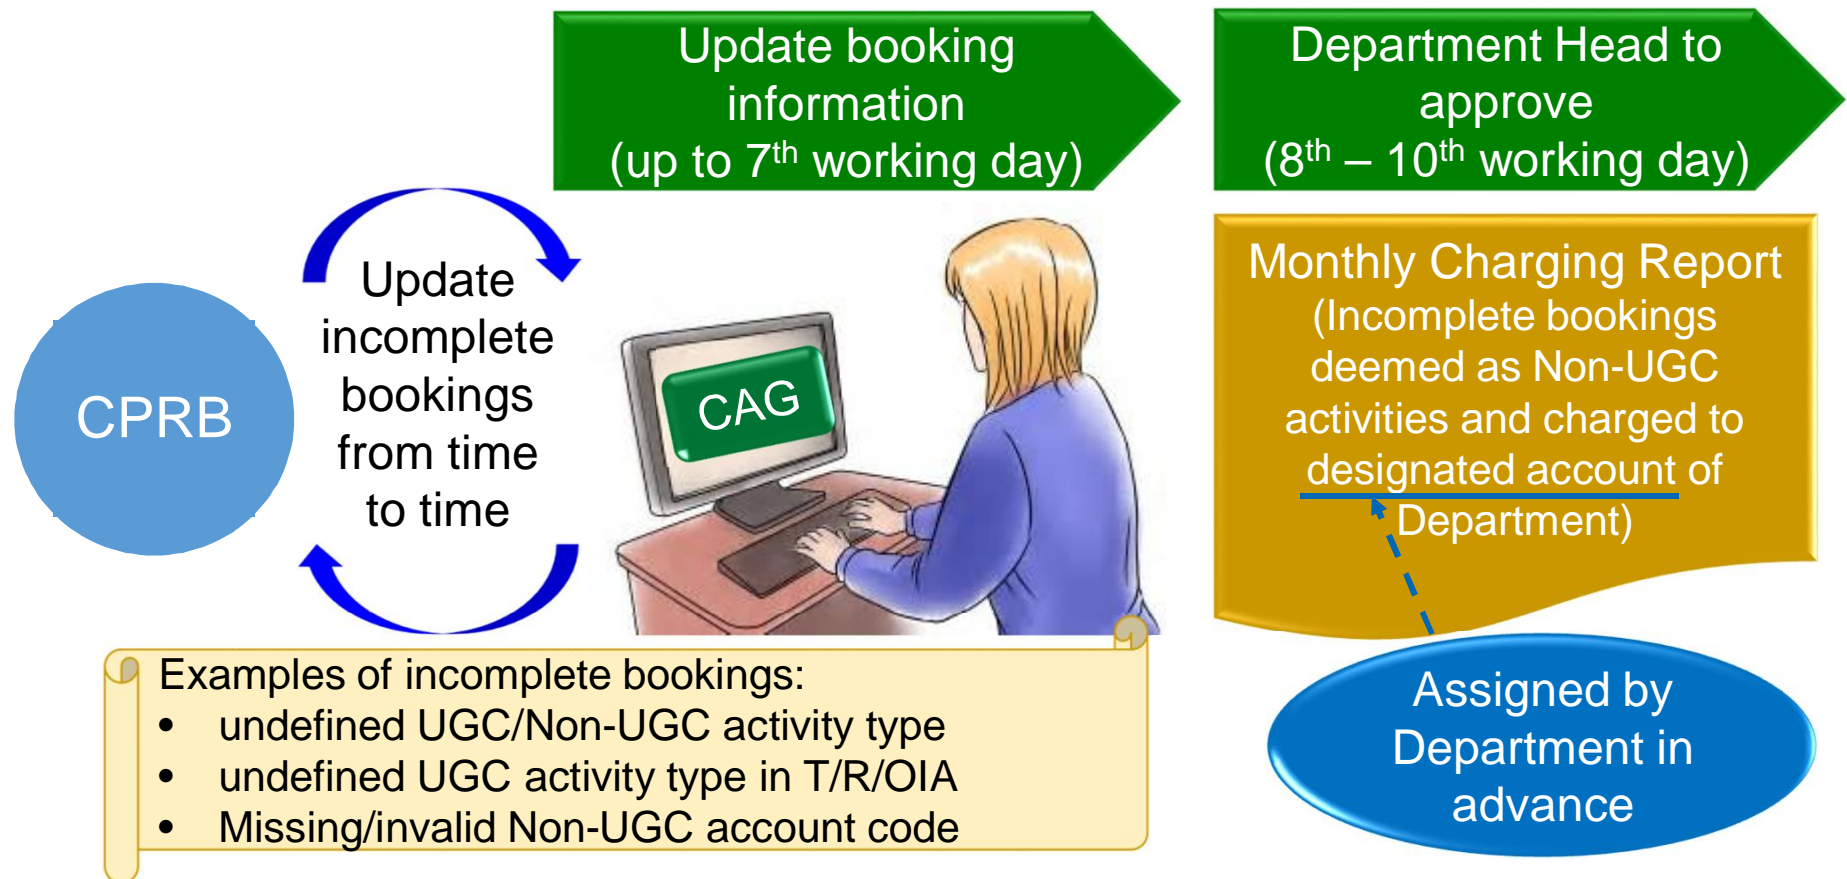 Update booking
information
(up to 7th working day)
Department Head to
approve
(8th – 10th working day)
CPRB
Update
incomplete
bookings
from time
to time
CAG
Monthly Charging Report
(Incomplete bookings
deemed as Non-UGC
activities and charged to
designated account of
Department)
Assigned by
Department in
advance
Examples of incomplete bookings:
• undefined UGC/Non-UGC activity type
• undefined UGC activity type in T/R/OIA
• Missing/invalid Non-UGC account code